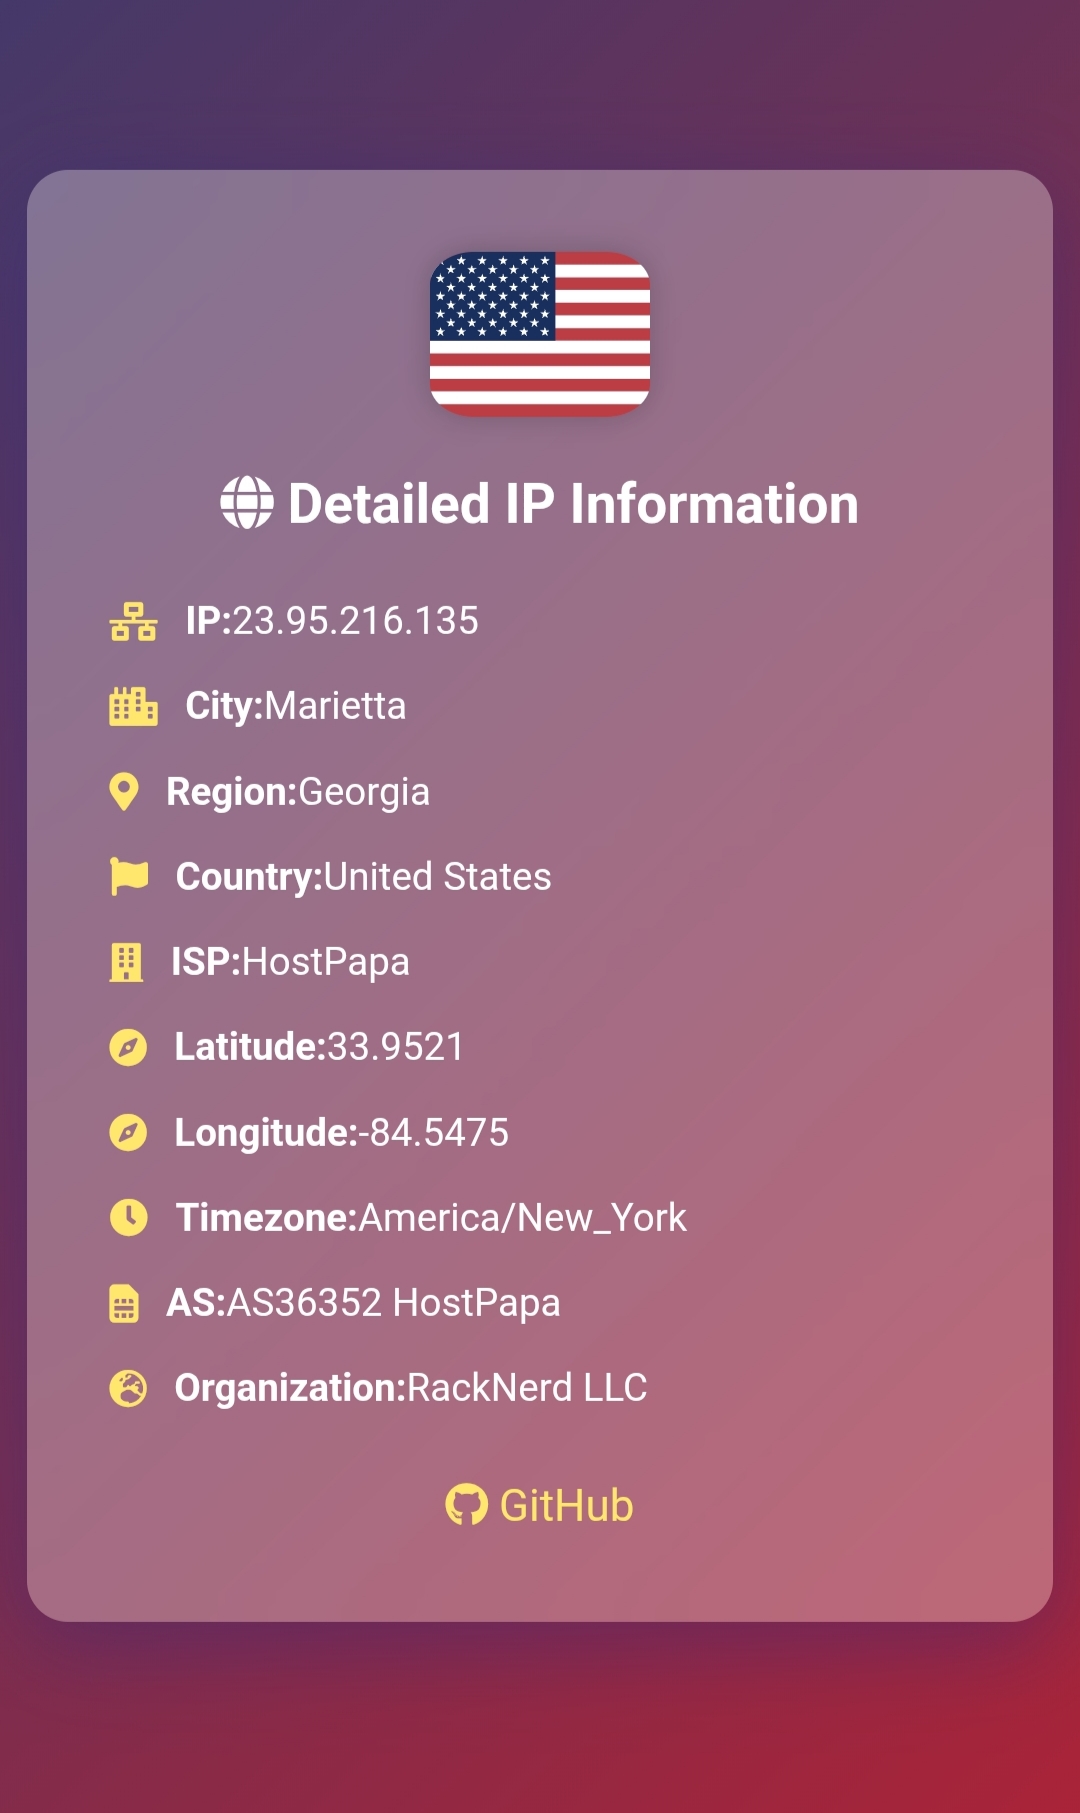 Detailed IP Information
IP:23.95.216.135
City:Marietta
Region:Georgia
Country:United States
ISP:HostPapa
Latitude:33.9521
Longitude:-84.5475
Timezone:America/New_York
AS:AS36352 HostPapa
Organization:RackNerd LLC
GitHub